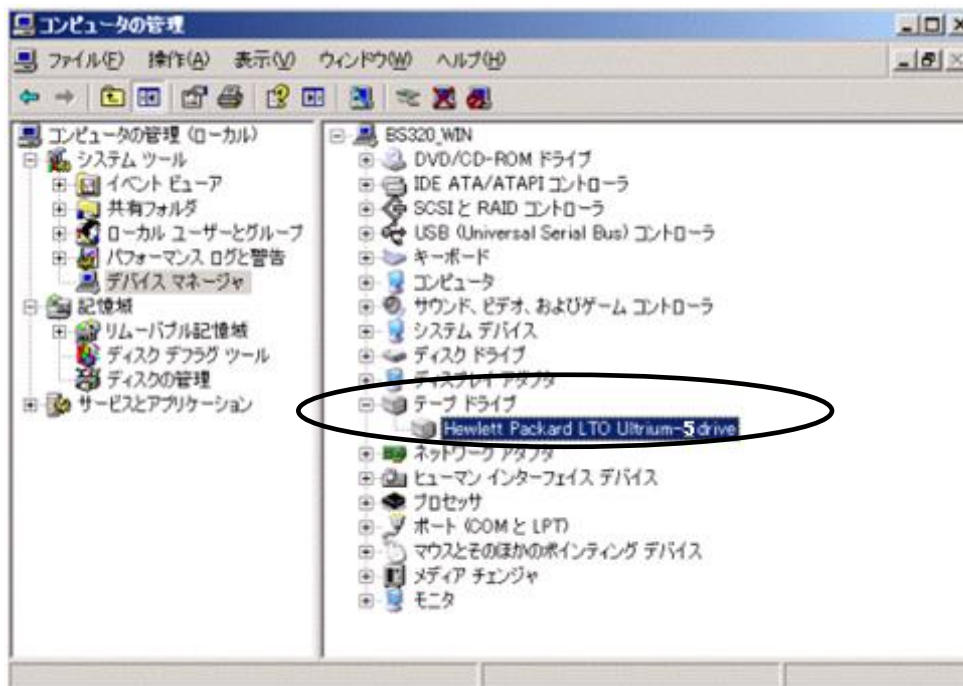 コンピュータの管理
ファイル(F) 操作(A) 表示(V) ウィンドウ(W) ヘルプ(H)
コンピュータの管理 (ローカル)
システム ツール
イベント ビューア
共有フォルダ
ローカル ユーザーとグループ
パフォーマンス ログと警告
デバイス マネージャ
記憶域
リムーバブル記憶域
ディスク デフラグ ツール
ディスクの管理
サービスとアプリケーション
BS320_WIN
DVD/CD-ROM ドライブ
IDE ATA/ATAPI コントローラ
SCSI と RAID コントローラ
USB (Universal Serial Bus) コントローラ
キーボード
コンピュータ
サウンド、ビデオ、およびゲーム コントローラ
システム デバイス
ディスク ドライブ
ディスプレイ アダプタ
テープ ドライブ
Hewlett Packard LTO Ultrium-5 drive
ネットワーク アダプタ
ヒューマン インターフェイス デバイス
プロセッサ
ポート (COM と LPT)
マウスとそのほかのポインティング デバイス
メディア チェンジャ
モニタ